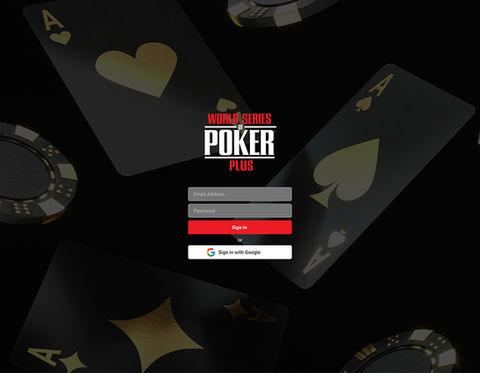 A
A
WORLD SERIES
OF
POKER
PLUS
Email Address
Password
Sign In
or
Sign in with Google
A
A